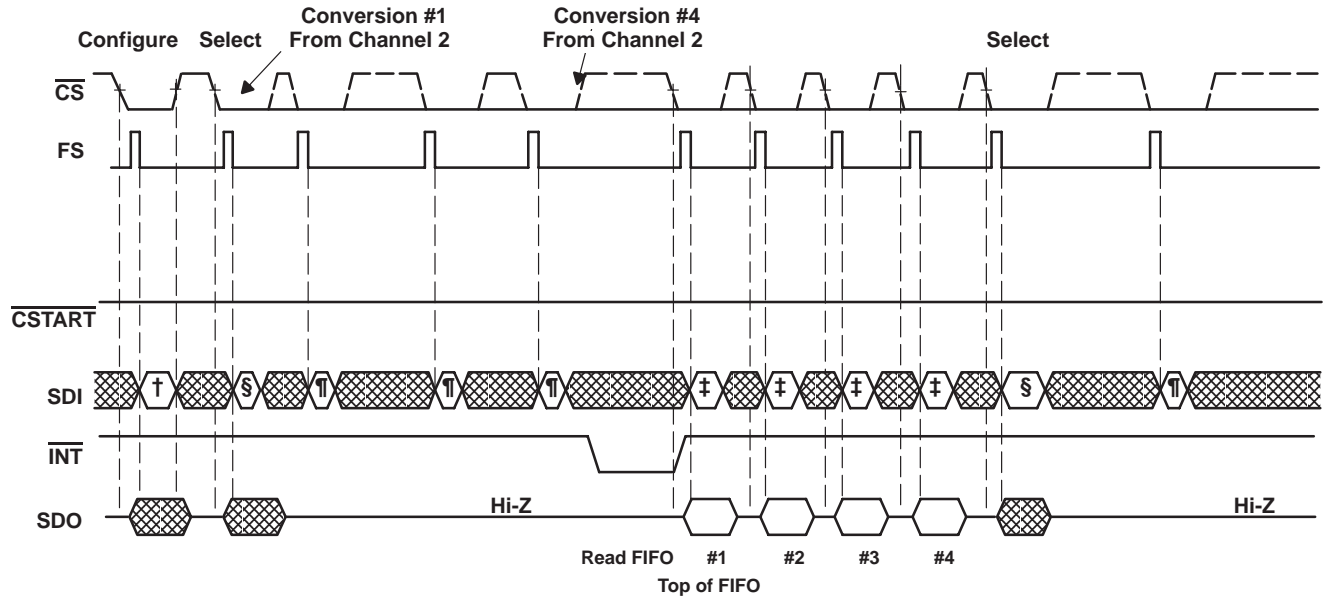 Conversion #1
From Channel 2
Conversion #4
From Channel 2
Configure
Select
Select
CS
FS
CSTART
SDI
†
§
¶
¶
¶
‡
‡
‡
‡
§
¶
INT
SDO
Hi-Z
Hi-Z
Read FIFO
#1
#2
#3
#4
Top of FIFO